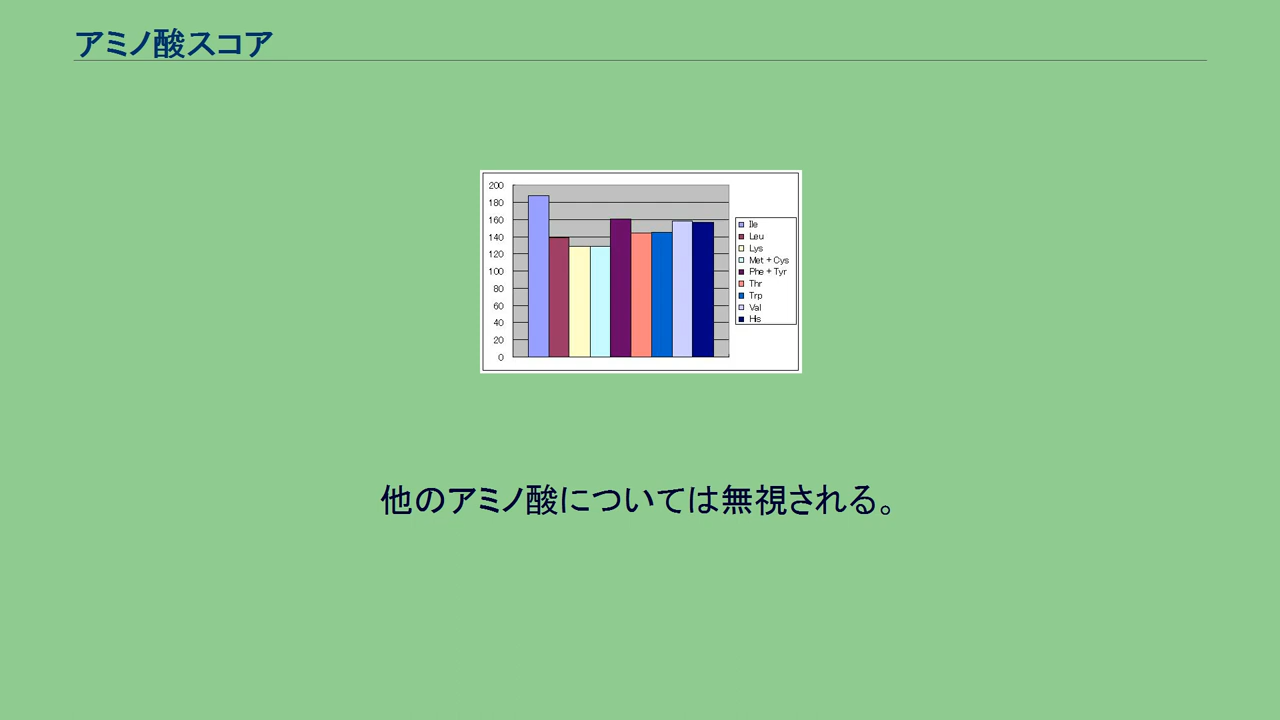 アミノ酸スコア
200
180
160
140
120
100
80
60
40
20
0
Ile
Leu
Lys
Met + Cys
Phe + Tyr
Thr
Trp
Val
His
他のアミノ酸については無視される。